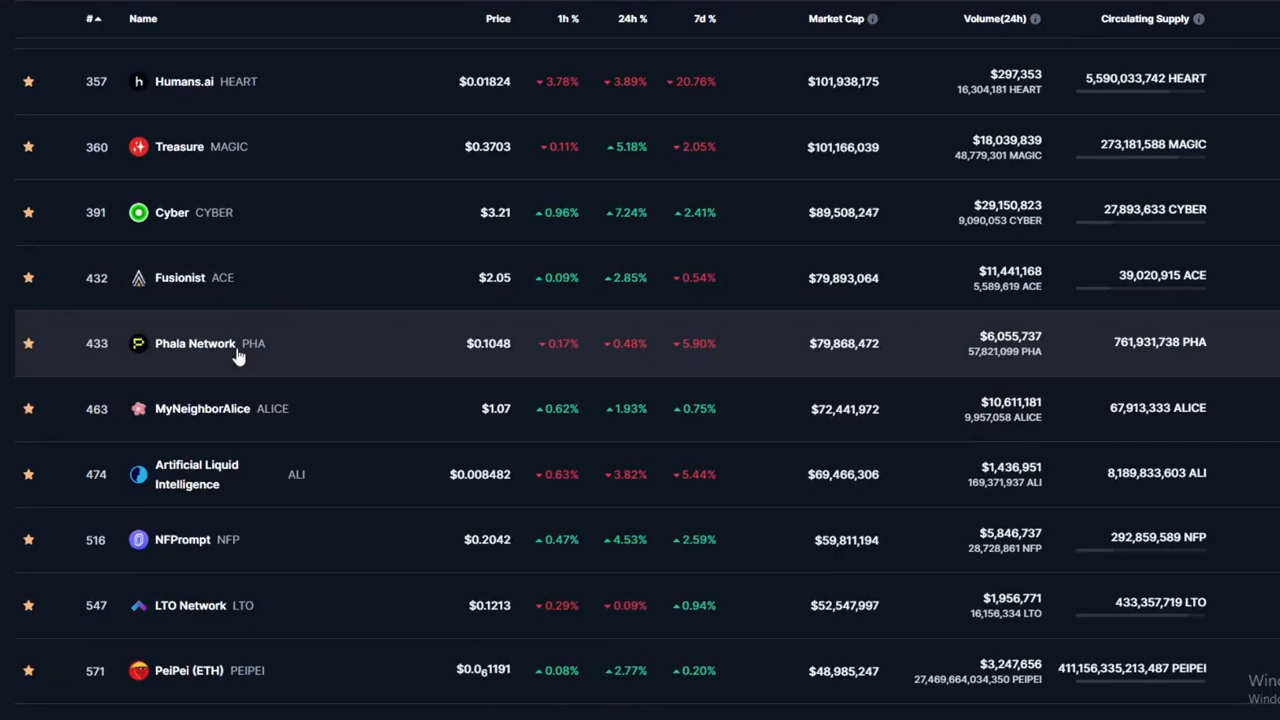 # Name Price 1h % 24h % 7d % Market Cap Volume(24h) Circulating Supply
357 Humans.ai HEART $0.01824 3.78% 3.89% 20.76% $101,938,175 $297,353 5,590,033,742 HEART
16,304,181 HEART
360 Treasure MAGIC $0.3703 0.11% 5.18% 2.05% $101,166,039 $18,039,839 273,181,588 MAGIC
48,779,301 MAGIC
391 Cyber CYBER $3.21 0.96% 7.24% 2.41% $89,508,247 $29,150,823 27,893,633 CYBER
9,090,053 CYBER
432 Fusionist ACE $2.05 0.09% 2.85% 0.54% $79,893,064 $11,441,168 39,020,915 ACE
5,589,619 ACE
433 Phala Network PHA $0.1048 0.17% 0.48% 5.90% $79,868,472 $6,055,737 761,931,738 PHA
57,821,099 PHA
463 MyNeighborAlice ALICE $1.07 0.62% 1.93% 0.75% $72,441,972 $10,611,181 67,913,333 ALICE
9,957,058 ALICE
474 Artificial Liquid Intelligence ALI $0.008482 0.63% 3.82% 5.44% $69,466,306 $1,436,951 8,189,833,603 ALI
169,371,937 ALI
516 NFPrompt NFP $0.2042 0.47% 4.53% 2.59% $59,811,194 $5,846,737 292,859,589 NFP
28,728,861 NFP
547 LTO Network LTO $0.1213 0.29% 0.09% 0.94% $52,547,997 $1,956,771 433,357,719 LTO
16,156,334 LTO
571 PeiPei (ETH) PEIPEI $0.0₆1191 0.08% 2.77% 0.20% $48,985,247 $3,247,656 411,156,335,213,487 PEIPEI
27,469,664,034,350 PEIPEI